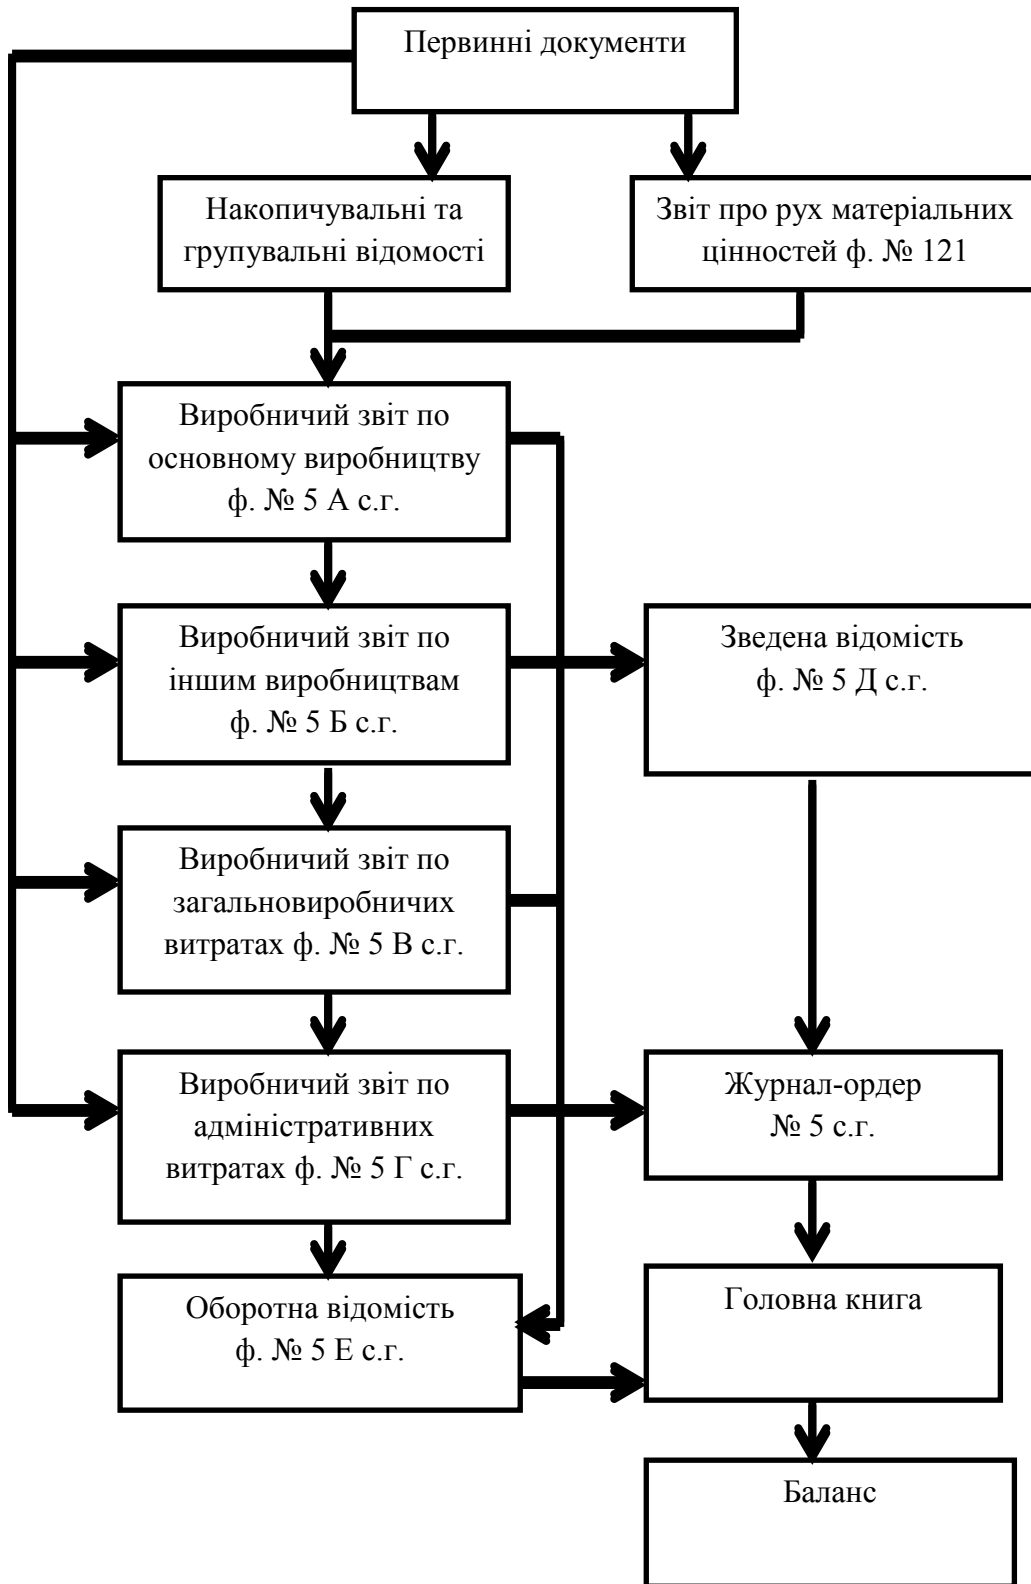 Первинні документи
Накопичувальні та
групувальні відомості
Звіт про рух матеріальних
цінностей ф. № 121
Виробничий звіт по
основному виробництву
ф. № 5 А с.г.
Виробничий звіт по
іншим виробництвам
ф. № 5 Б с.г.
Зведена відомість
ф. № 5 Д с.г.
Виробничий звіт по
загальновиробничих
витратах ф. № 5 В с.г.
Виробничий звіт по
адміністративних
витратах ф. № 5 Г с.г.
Журнал-ордер
№ 5 с.г.
Оборотна відомість
ф. № 5 Е с.г.
Головна книга
Баланс